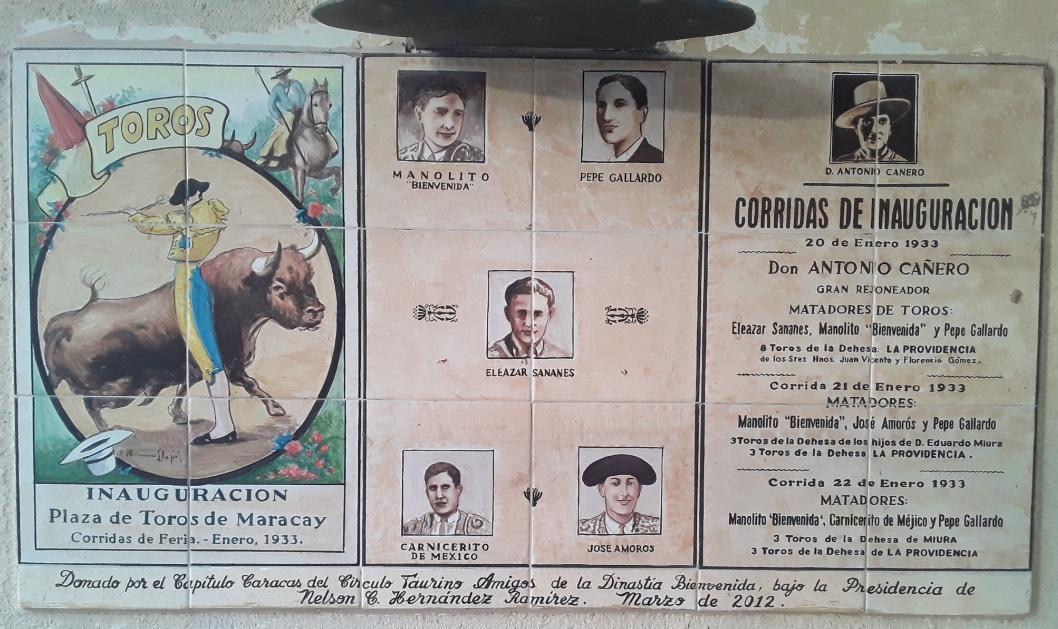 TOROS
INAUGURACION
Plaza de Toros de Maracay
Corridas de Feria.- Enero, 1933.
MANOLITO
"BIENVENIDA"
PEPE GALLARDO
ELEAZAR SANANES
CARNICERITO
DE MEXICO
JOSE AMOROS
D. ANTONIO CAÑERO
CORRIDAS DE INAUGURACION
20 de Enero 1933
Don ANTONIO CAÑERO
GRAN REJONEADOR
MATADORES DE TOROS:
Eleazar Sananes, Manolito "Bienvenida" y Pepe Gallardo
8 Toros de la Dehesa: LA PROVIDENCIA
de los Sres Hnos. Juan Vicente y Florencio Gómez.
Corrida 21 de Enero 1933
MATADORES:
Manolito "Bienvenida", José Amorós y Pepe Gallardo
3 Toros de la Dehesa de los hijos de D. Eduardo Miura
3 Toros de la Dehesa LA PROVIDENCIA.
Corrida 22 de Enero 1933
MATADORES:
Manolito 'Bienvenida', Carnicerito de Méjico y Pepe Gallardo
3 Toros de la Dehesa de MIURA
3 Toros de la Dehesa de LA PROVIDENCIA
Donado por el Capítulo Caracas del Círculo Taurino Amigos de la Dinastía Bienvenida, bajo la Presidencia de
Nelson C. Hernández Ramírez. Marzo de 2012.